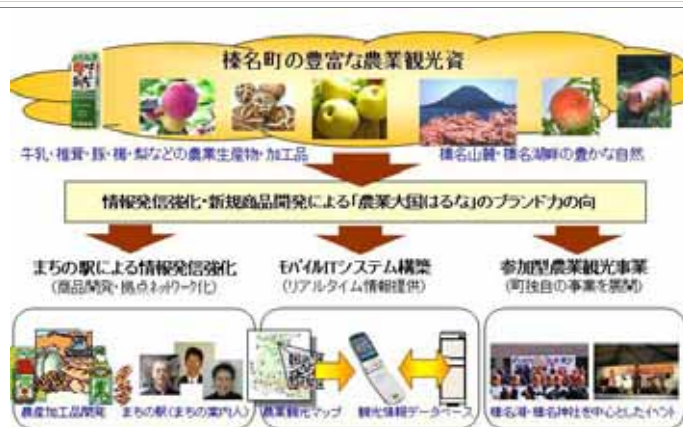 榛名町の豊富な農業観光資
牛乳・椎茸・豚・梅・梨などの農業生産物・加工品
榛名山麓・榛名湖畔の豊かな自然
情報発信強化・新規商品開発による「農業大国はるな」のブランド力の向
まちの駅による情報発信強化
(商品開発・拠点ネットワーク化)
モバイルITシステム構築
(リアルタイム情報提供)
参加型農業観光事業
(町独自の事業を展開)
農産加工品開発
まちの駅(まちの案内人)
農業観光マップ
観光情報データベース
榛名湖・榛名神社を中心としたイベント